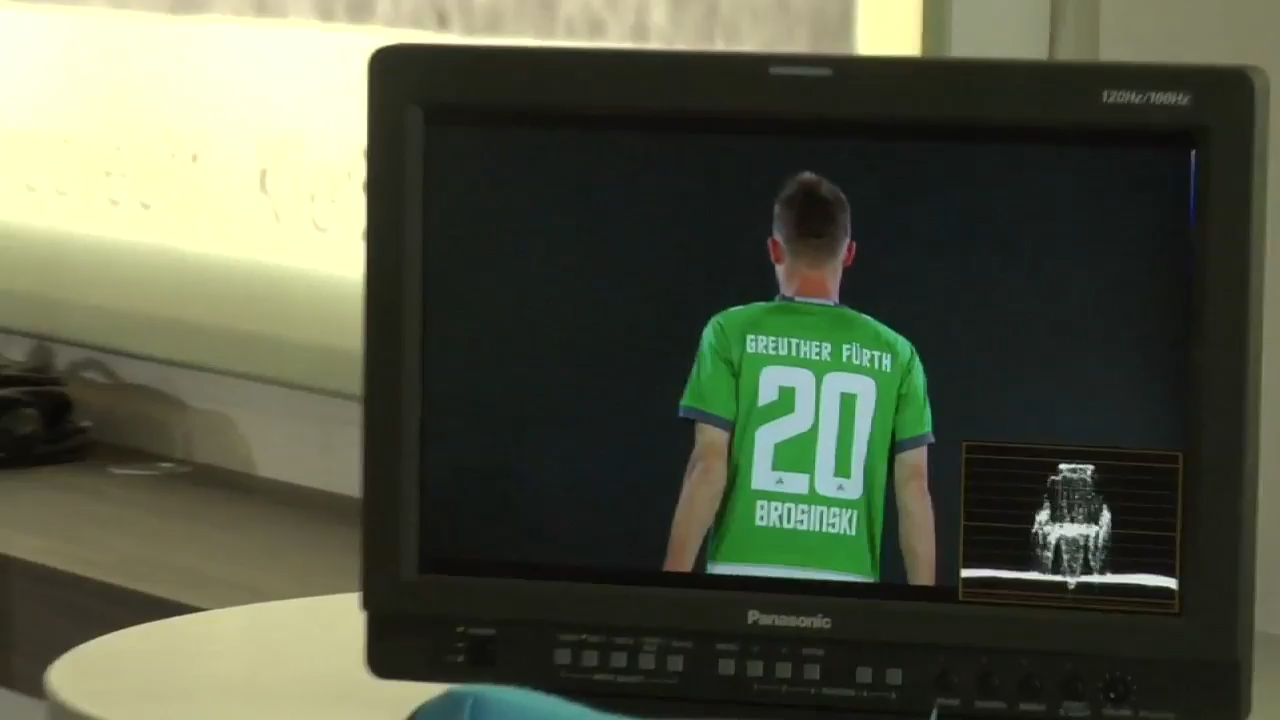 120Hz/100Hz
GREUTHER FÜRTH
20
BROSINSKI
Panasonic